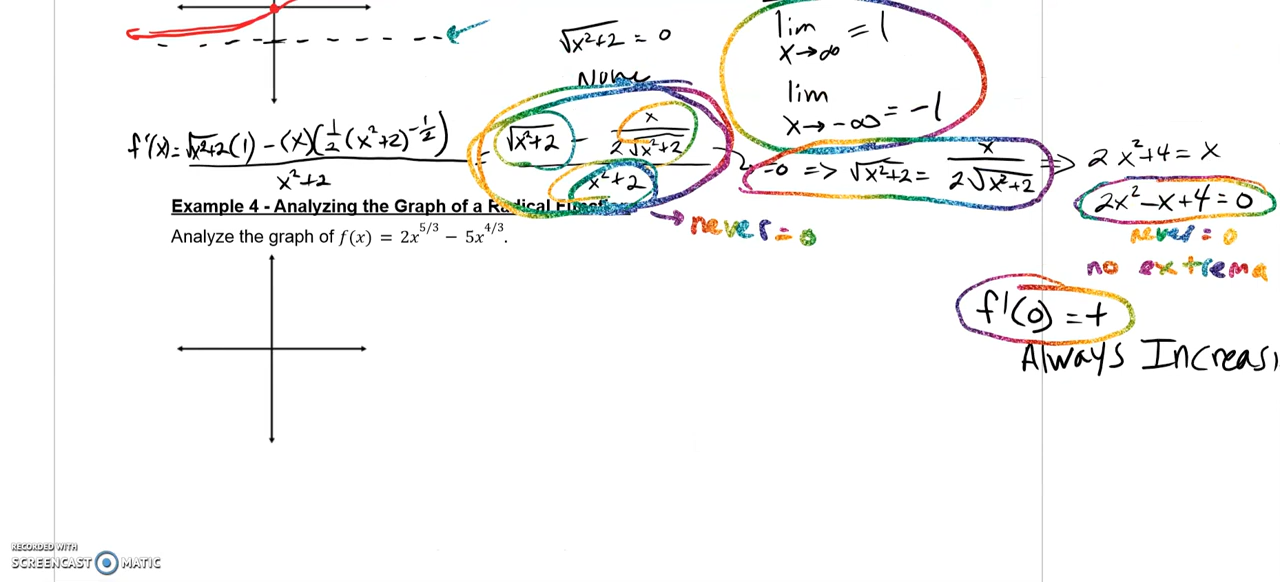 √x²+2 = 0
None
lim x→∞ = 1
lim x→-∞ = -1
f'(x) = √x²+2 (1) - (x)(1/2 (x²+2)^-1/2) / x²+2 = √x²+2 - x / 2√x²+2 / x²+2
=0 => √x²+2 = x / 2√x²+2 => 2x²+4 = x
2x²-x+4=0
→ never = 0
never = 0
no extrema
Example 4 - Analyzing the Graph of a Radical
Analyze the graph of f(x) = 2x^5/3 − 5x^4/3.
f'(0) = +
Always Increasi
RECORDED WITH
SCREENCAST MATIC